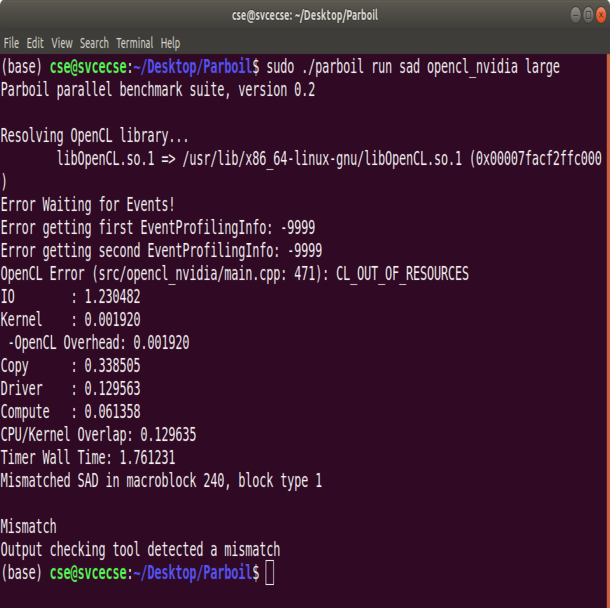 cse@svcecse: ~/Desktop/Parboil
File Edit View Search Terminal Help
(base) cse@svcecse:~/Desktop/Parboil$ sudo ./parboil run sad opencl_nvidia large
Parboil parallel benchmark suite, version 0.2
Resolving OpenCL library...
libOpenCL.so.1 => /usr/lib/x86_64-linux-gnu/libOpenCL.so.1 (0x00007facf2ffc000
)
Error Waiting for Events!
Error getting first EventProfilingInfo: -9999
Error getting second EventProfilingInfo: -9999
OpenCL Error (src/opencl_nvidia/main.cpp: 471): CL_OUT_OF_RESOURCES
IO : 1.230482
Kernel : 0.001920
-OpenCL Overhead: 0.001920
Copy : 0.338505
Driver : 0.129563
Compute : 0.061358
CPU/Kernel Overlap: 0.129635
Timer Wall Time: 1.761231
Mismatched SAD in macroblock 240, block type 1
Mismatch
Output checking tool detected a mismatch
(base) cse@svcecse:~/Desktop/Parboil$